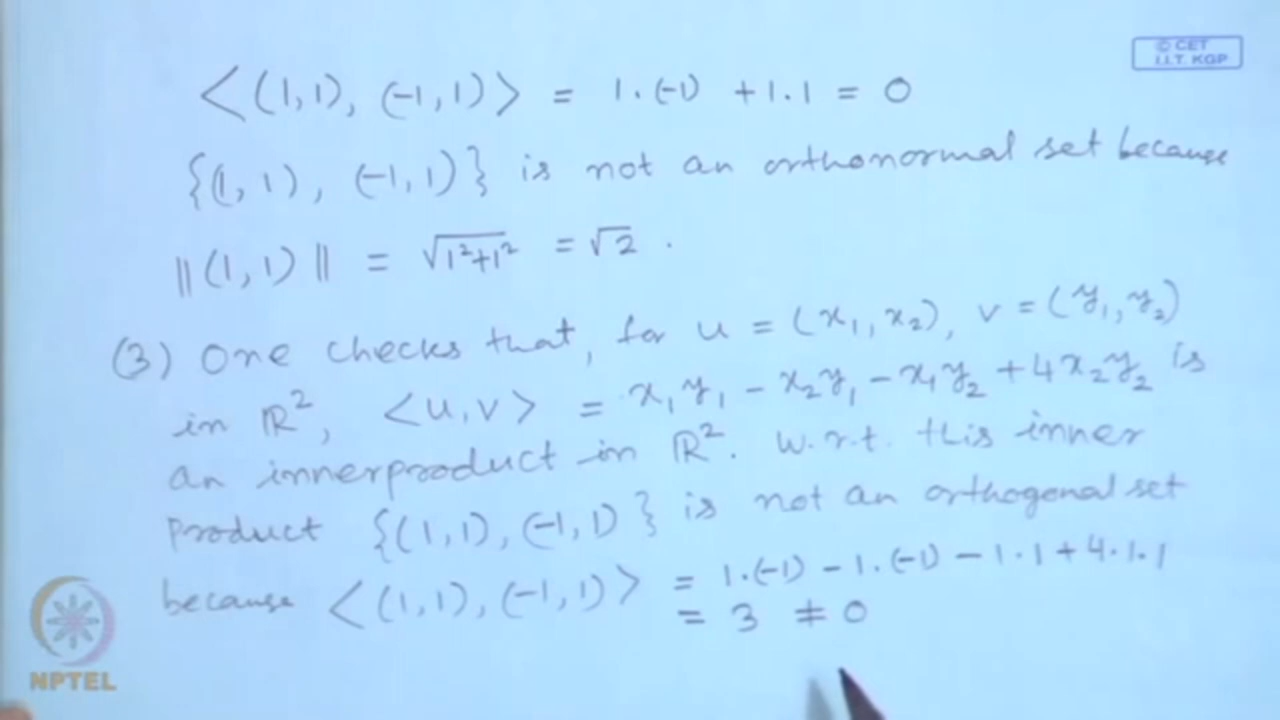 © CET
I.I.T. KGP
<(1,1), (-1,1)> = 1.(-1) + 1.1 = 0
{(1,1), (-1,1)} is not an orthonormal set because
||(1,1)|| = √1²+1² = √2 .
(3) One checks that, for u = (x₁,x₂), v = (y₁,y₂)
in ℝ², <u,v> = x₁y₁ - x₂y₁ - x₁y₂ + 4x₂y₂ is
an innerproduct in ℝ². W.r.t. this inner
product {(1,1), (-1,1)} is not an orthogonal set
because <(1,1), (-1,1)> = 1.(-1) - 1.(-1) - 1.1 + 4.1.1
= 3 ≠ 0
NPTEL